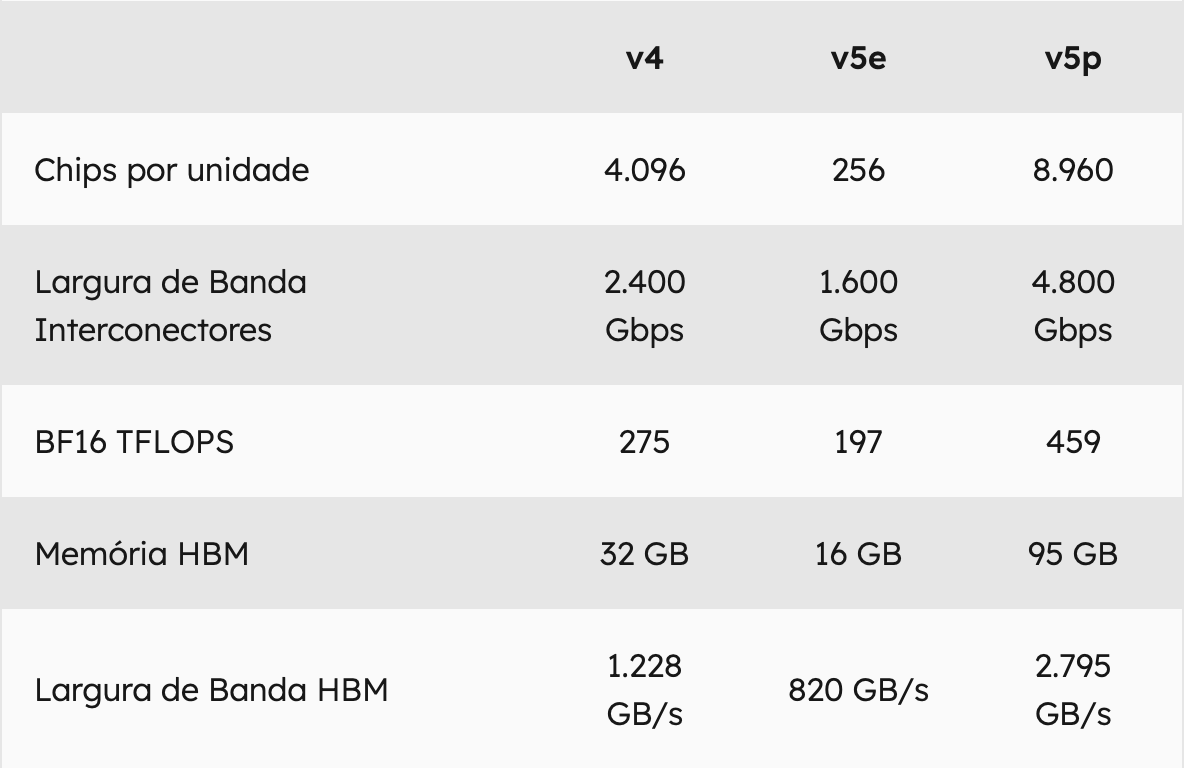 v4 v5e v5p
Chips por unidade 4.096 256 8.960
Largura de Banda 2.400 1.600 4.800
Interconectores Gbps Gbps Gbps
BF16 TFLOPS 275 197 459
Memória HBM 32 GB 16 GB 95 GB
1.228 2.795
Largura de Banda HBM 820 GB/s
GB/s GB/s